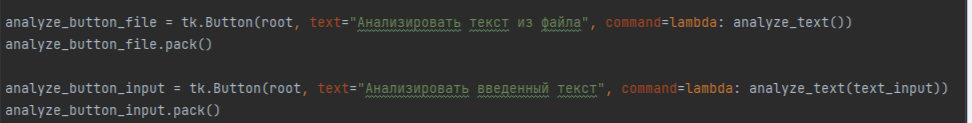 analyze_button_file = tk.Button(root, text="Анализировать текст из файла", command=lambda: analyze_text())
analyze_button_file.pack()
analyze_button_input = tk.Button(root, text="Анализировать введенный текст", command=lambda: analyze_text(text_input))
analyze_button_input.pack()